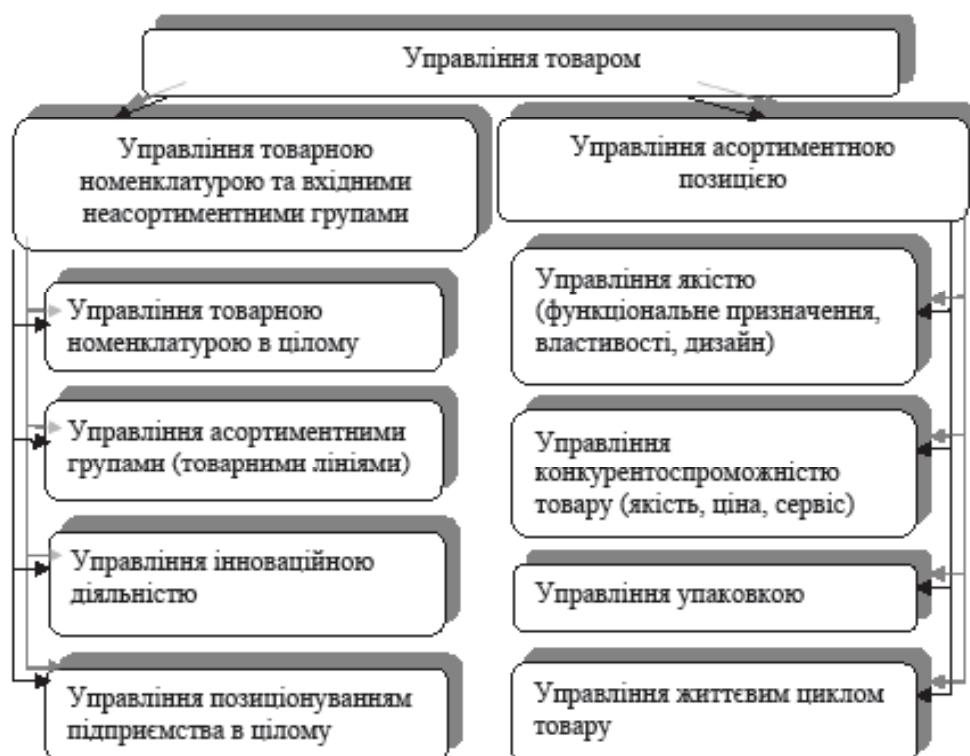 Управління товаром
Управління товарною
номенклатурою та вхідними
неасортиментними групами
Управління товарною
номенклатурою в цілому
Управління асортиментними
групами (товарними лініями)
Управління інноваційною
діяльністю
Управління позиціонуванням
підприємства в цілому
Управління асортиментною
позицією
Управління якістю
(функціональне призначення,
властивості, дизайн)
Управління
конкурентоспроможністю
товару (якість, ціна, сервіс)
Управління упаковкою
Управління життєвим циклом
товару